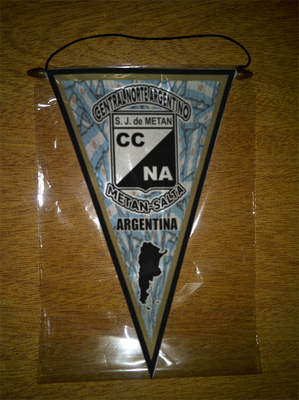 CENTRAL NORTE ARGENTINO
S. J. de METAN
CC
NA
METAN-SALTA
ARGENTINA